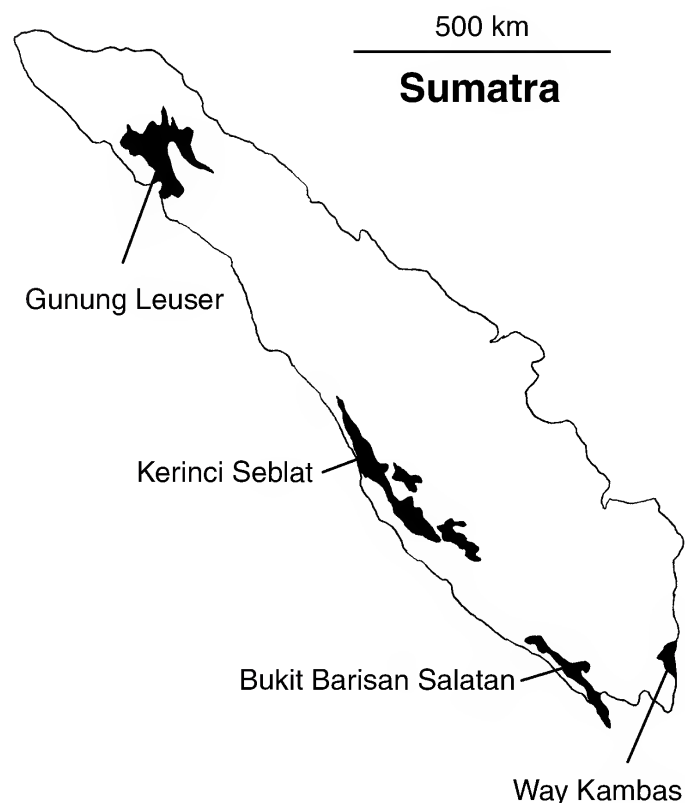 500 km
Sumatra
Gunung Leuser
Kerinci Seblat
Bukit Barisan Salatan
Way Kambas